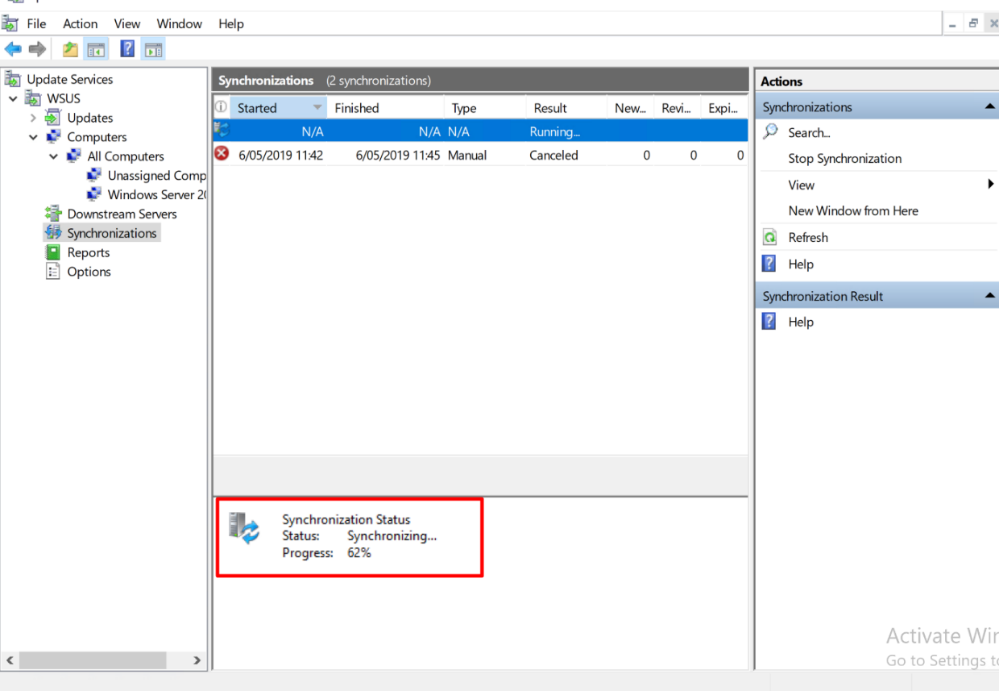 File Action View Window Help
Update Services
WSUS
Updates
Computers
All Computers
Unassigned Comp
Windows Server 20
Downstream Servers
Synchronizations
Reports
Options
Synchronizations (2 synchronizations)
Started Finished Type Result New... Revi... Expi...
N/A N/A N/A Running...
6/05/2019 11:42 6/05/2019 11:45 Manual Canceled 0 0 0
Synchronization Status
Status: Synchronizing...
Progress: 62%
Actions
Synchronizations
Search...
Stop Synchronization
View
New Window from Here
Refresh
Help
Synchronization Result
Help
Activate Win
Go to Settings to